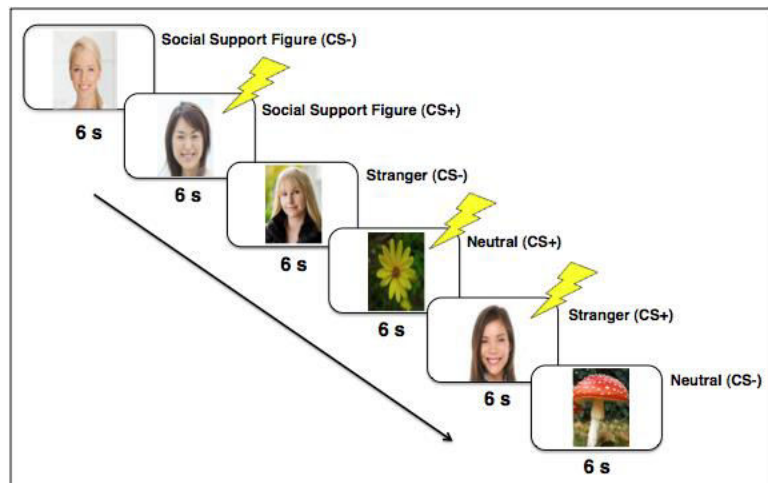 Social Support Figure (CS-)
6 s
Social Support Figure (CS+)
6 s
Stranger (CS-)
6 s
Neutral (CS+)
6 s
Stranger (CS+)
6 s
Neutral (CS-)
6 s